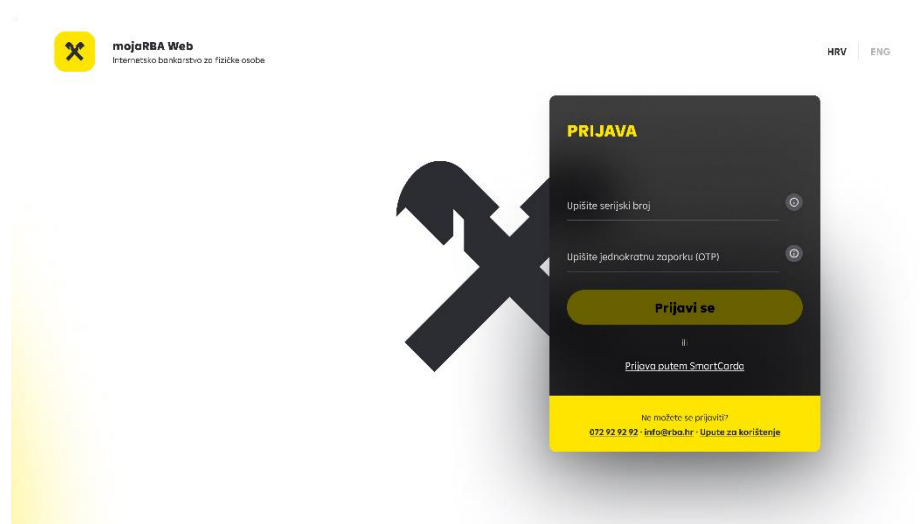 mojaRBA Web
Internetsko bankarstvo za fizičke osobe
HRV
ENG
PRIJAVA
Upišite serijski broj
Upišite jednokratnu zaporku (OTP)
Prijavi se
ili
Prijava putem SmartCarda
Ne možete se prijaviti?
072 92 92 92 · info@rba.hr · Upute za korištenje